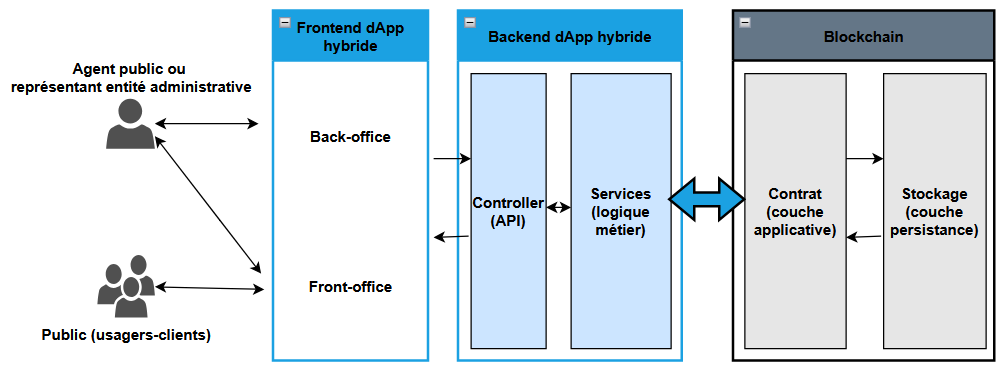 Agent public ou
représentant entité administrative
Public (usagers-clients)
Frontend dApp
hybride
Back-office
Front-office
Backend dApp hybride
Controller
(API)
Services
(logique
métier)
Blockchain
Contrat
(couche
applicative)
Stockage
(couche
persistance)